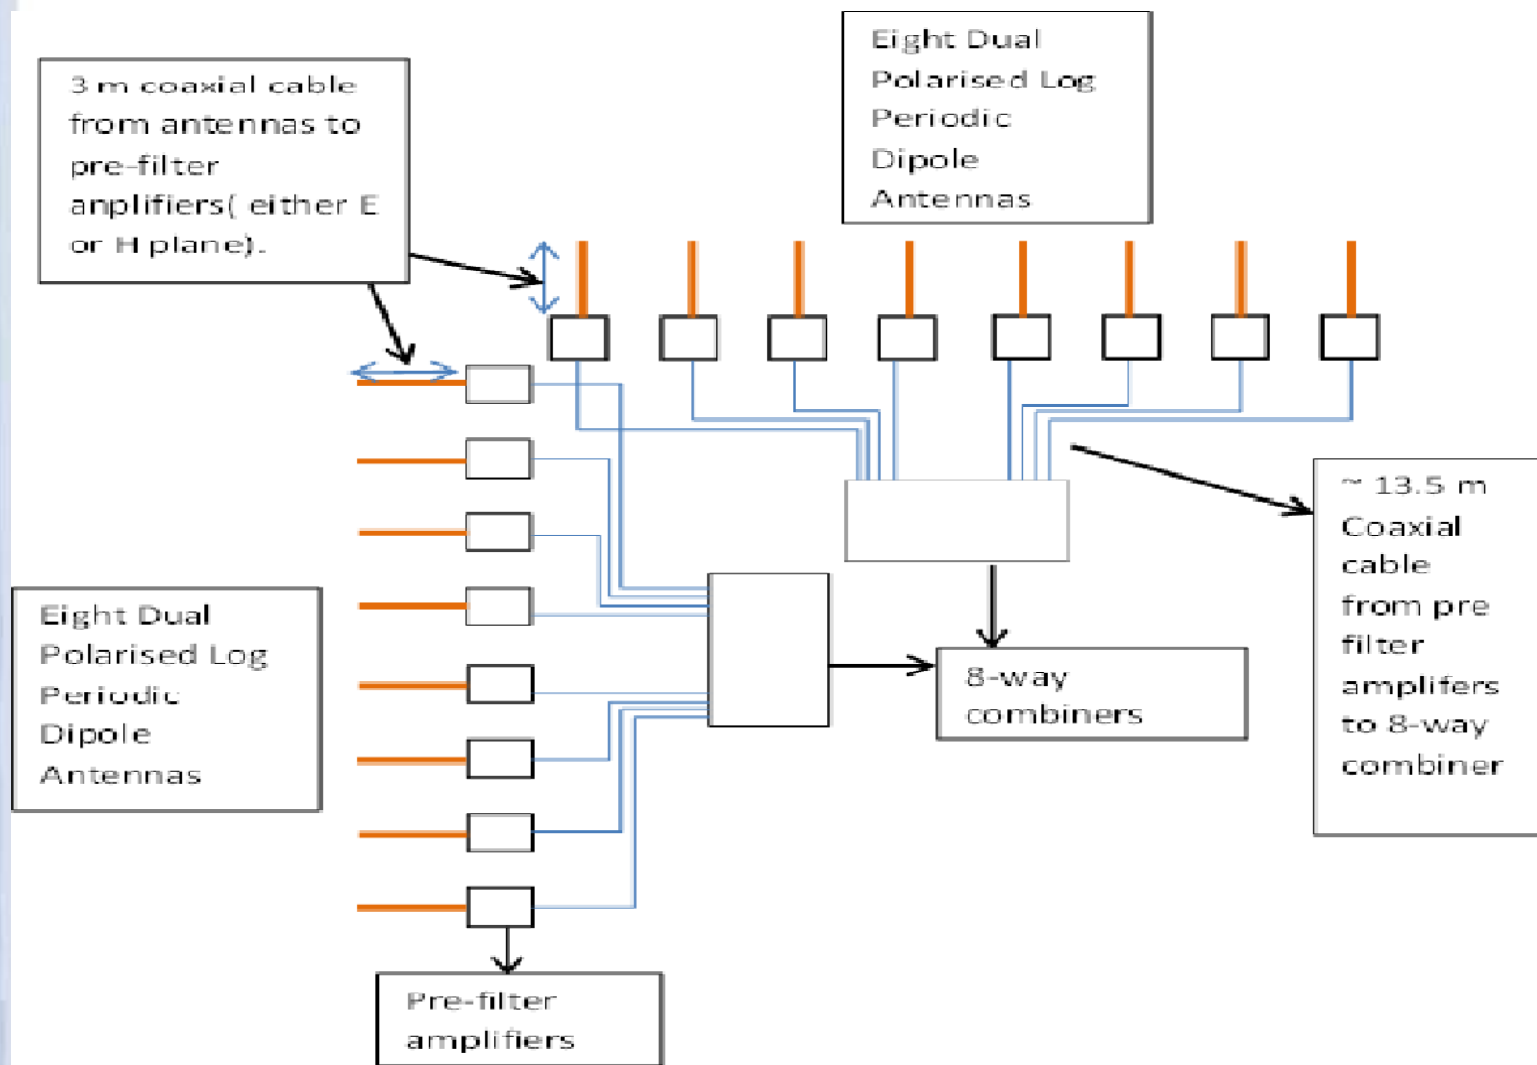 3 m coaxial cable
from antennas to
pre-filter
anplifiers( either E
or H plane).
Eight Dual
Polarised Log
Periodic
Dipole
Antennas
~ 13.5 m
Coaxial
cable
from pre
filter
amplifers
to 8-way
combiner
Eight Dual
Polarised Log
Periodic
Dipole
Antennas
8-way
combiners
Pre-filter
amplifiers